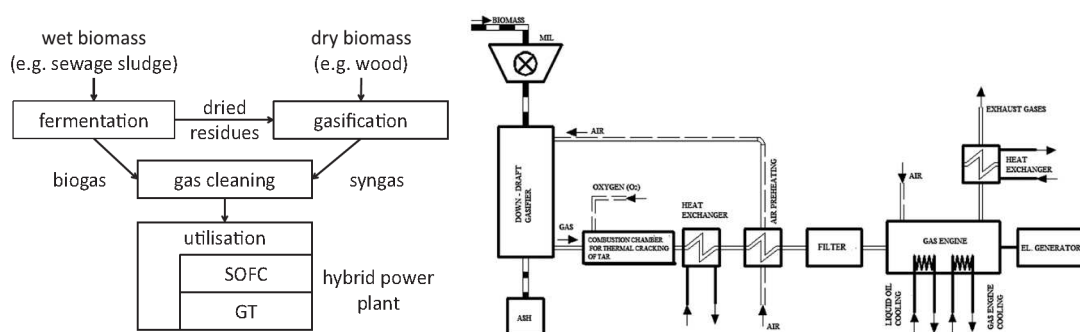 wet biomass
(e.g. sewage sludge)
dry biomass
(e.g. wood)
fermentation
dried
residues
gasification
biogas
gas cleaning
syngas
utilisation
SOFC
GT
hybrid power
plant
BIOMASS
MIL
DOWN - DRAFT
GASIFIER
AIR
OXYGEN (O2)
GAS
COMBUSTION CHAMBER
FOR THERMAL CRACKING
OF TAR
HEAT
EXCHANGER
AIR PREHEATING
AIR
ASH
FILTER
AIR
GAS ENGINE
LIQUID OIL
COOLING
GAS ENGINE
COOLING
EXHAUST GASES
HEAT
EXCHANGER
EL. GENERATOR